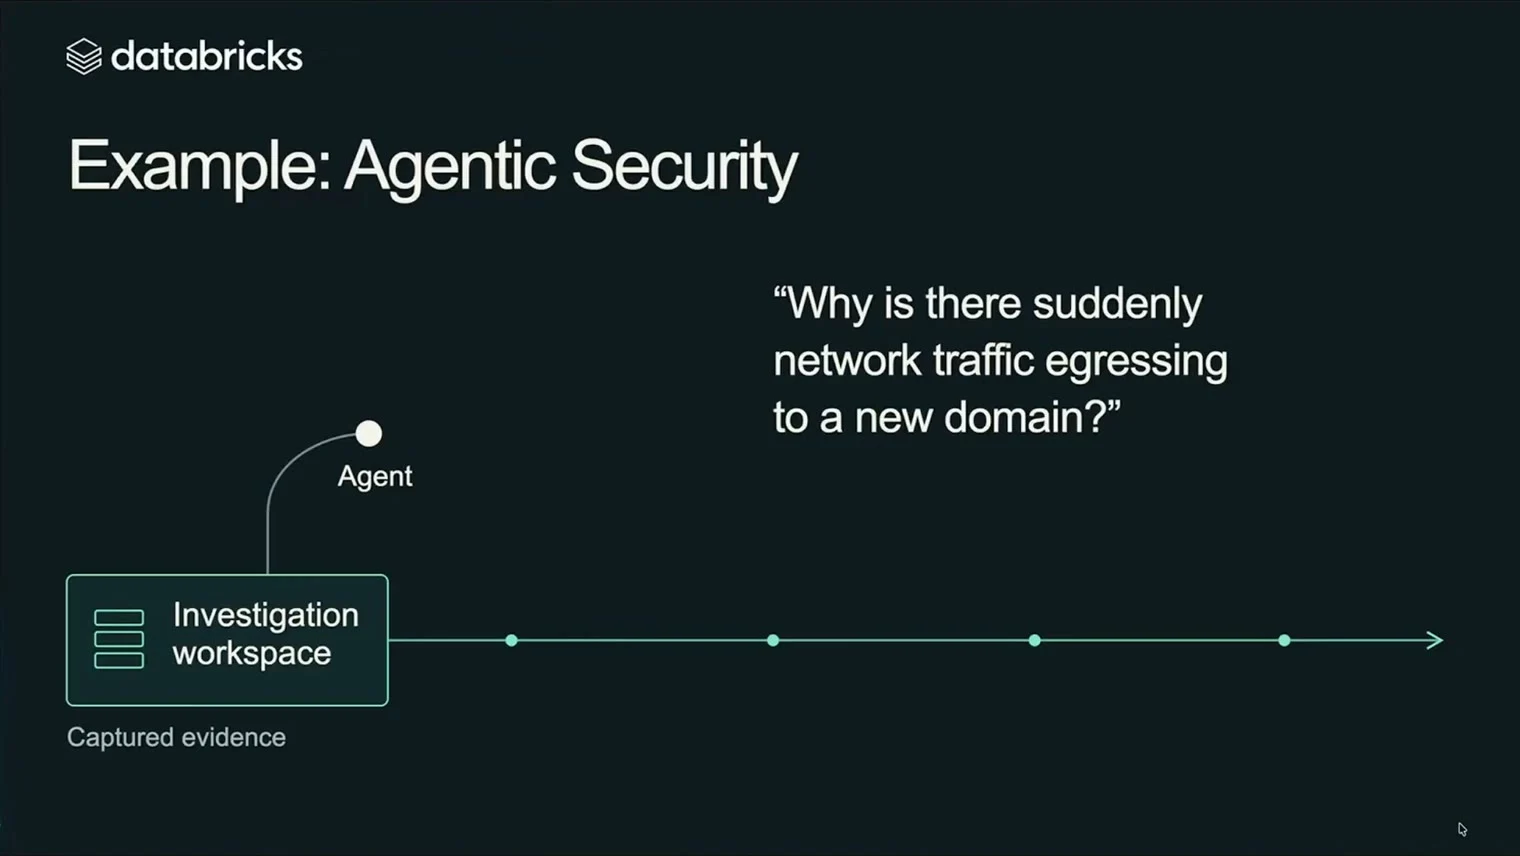 databricks
Example: Agentic Security
“Why is there suddenly
network traffic egressing
to a new domain?”
Agent
Investigation
workspace
Captured evidence